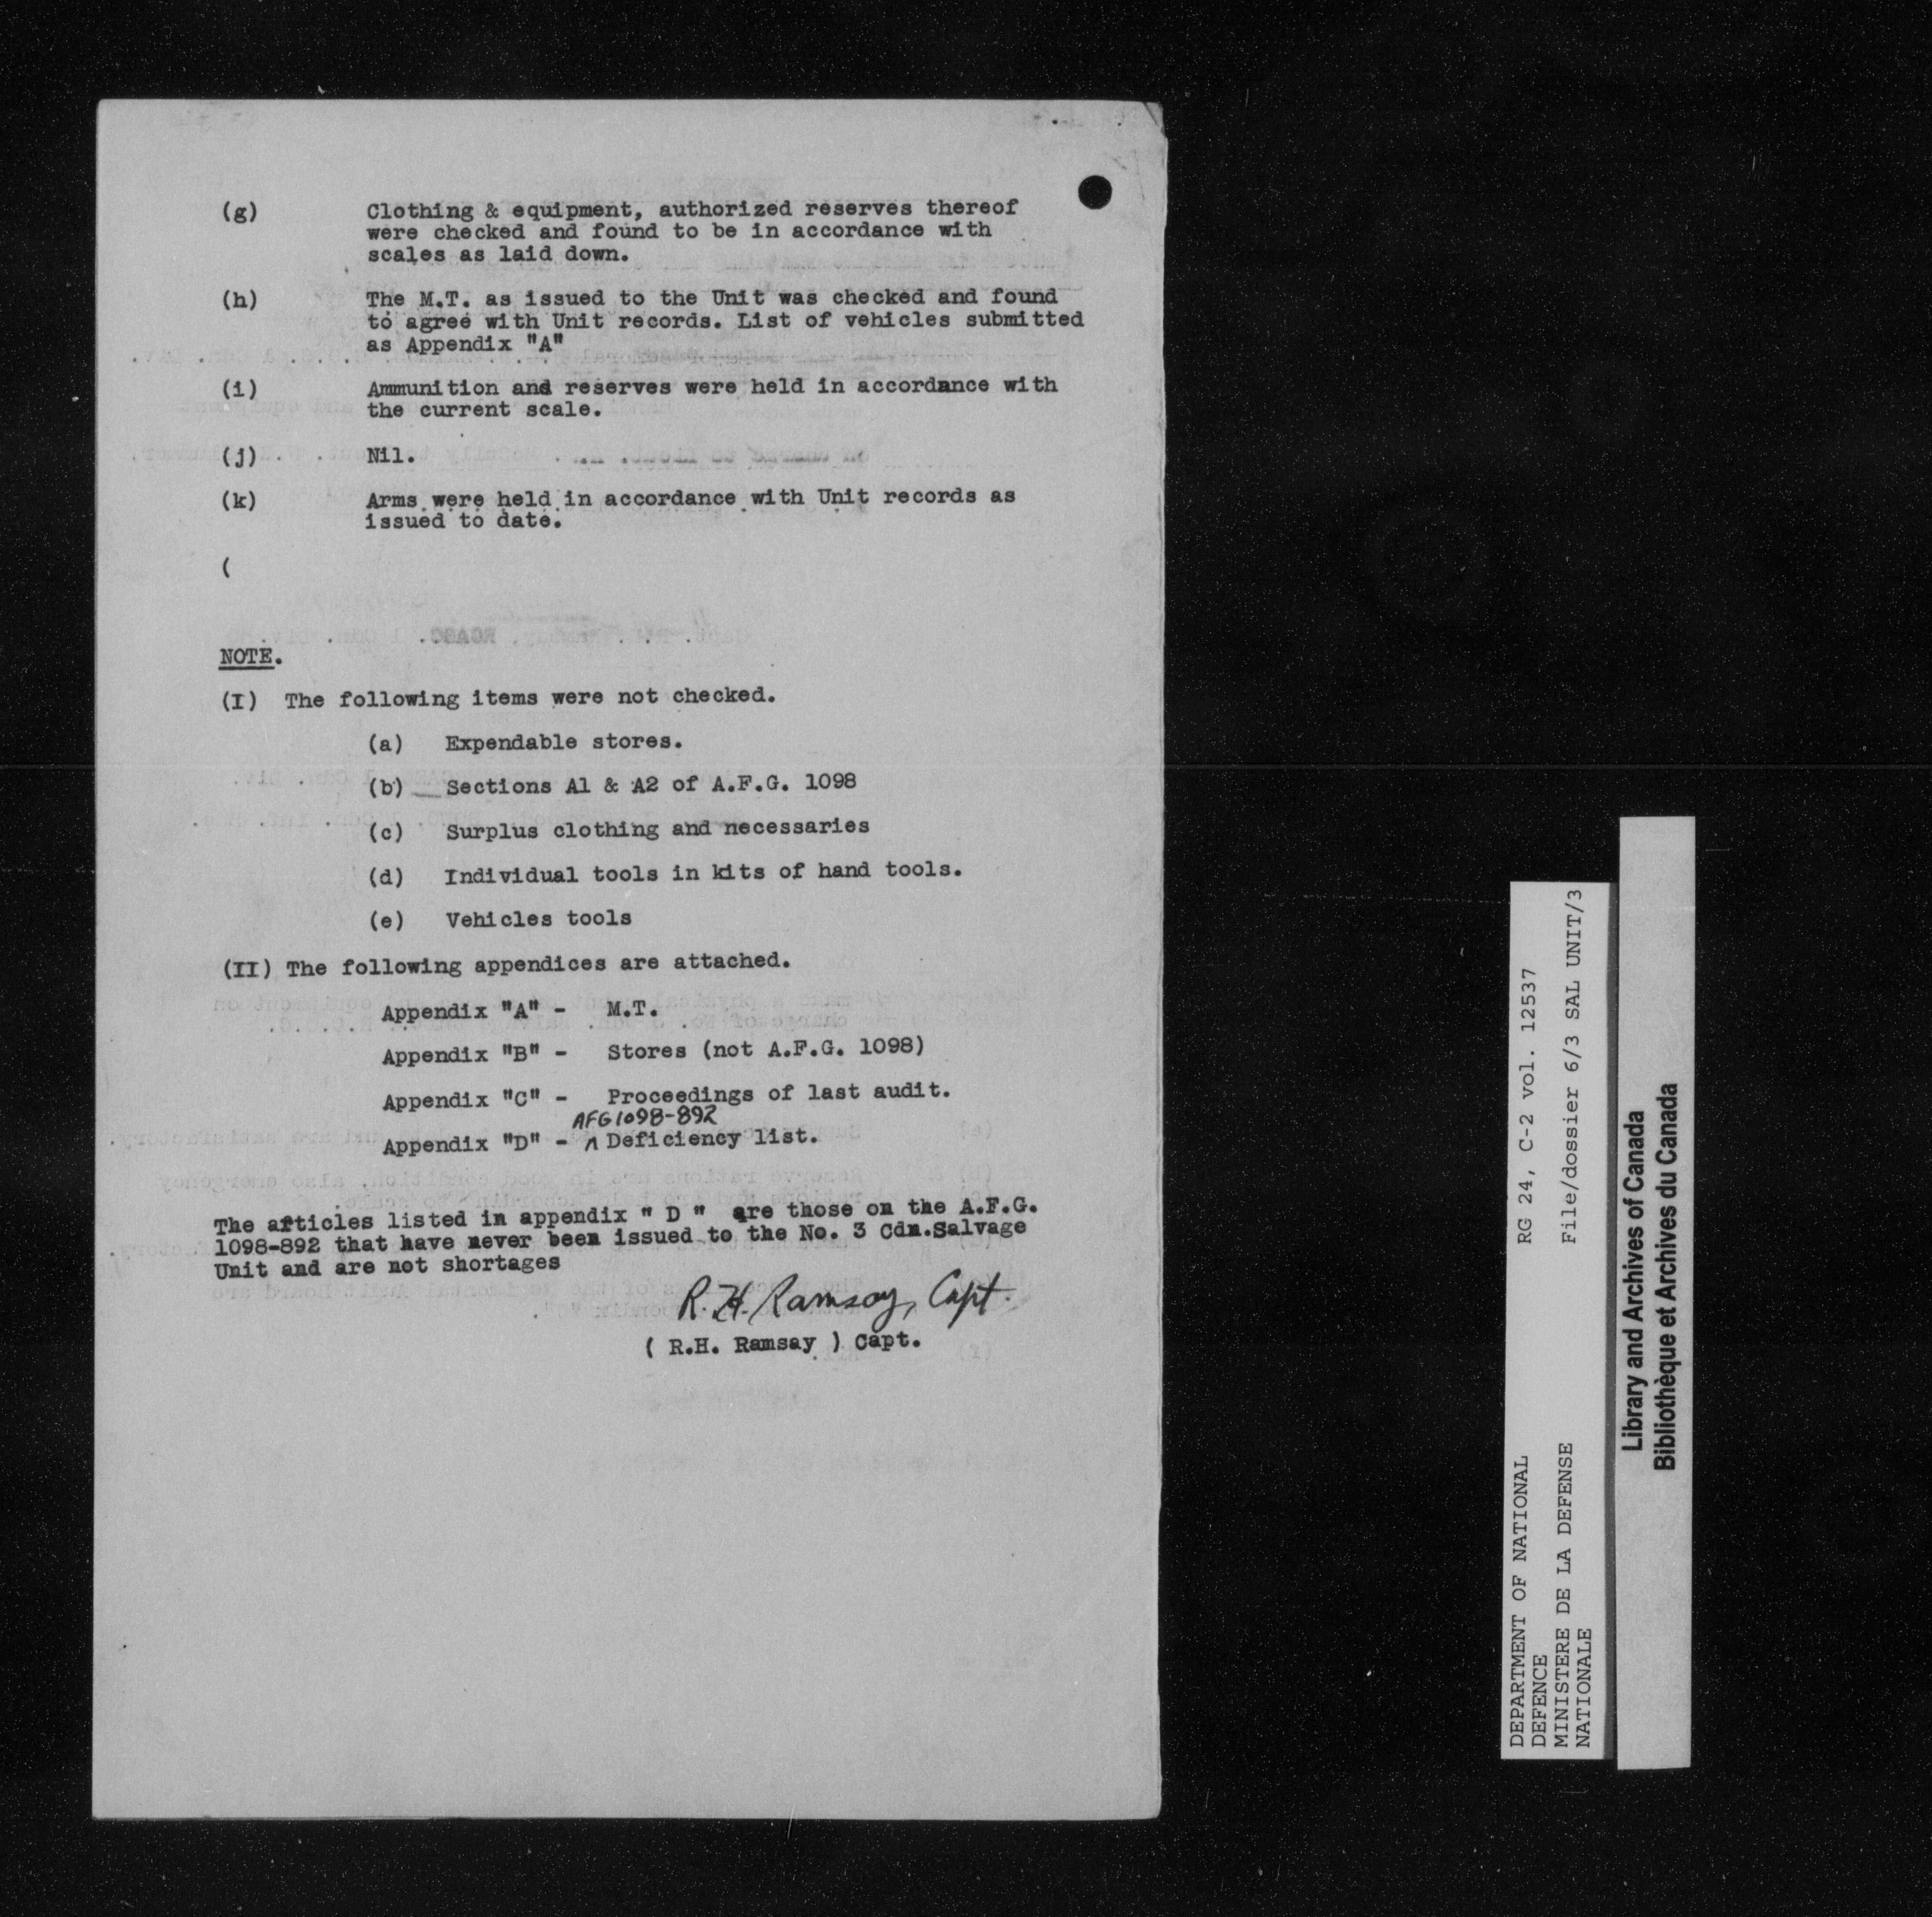 (g) Clothing & equipment, authorized reserves thereof
were checked and found to be in accordance with
scales as laid down.
(h) The M.T. as issued to the Unit was checked and found
to agree with Unit records. List of vehicles submitted
as Appendix "A"
(i) Ammunition and reserves were held in accordance with
the current scale.
(j) Nil.
(k) Arms were held in accordance with Unit records as
issued to date.
(
NOTE.
(I) The following items were not checked.
(a) Expendable stores.
(b) Sections A1 & A2 of A.F.G. 1098
(c) Surplus clothing and necessaries
(d) Individual tools in kits of hand tools.
(e) Vehicles tools
(II) The following appendices are attached.
Appendix "A" - M.T.
Appendix "B" - Stores (not A.F.G. 1098)
Appendix "C" - Proceedings of last audit.
AFG1098-892
Appendix "D" - ^ Deficiency list.
The articles listed in appendix " D " are those on the A.F.G.
1098-892 that have never been issued to the No. 3 Cdn.Salvage
Unit and are not shortages
R.H. Ramsay, Capt.
( R.H. Ramsay ) Capt.
DEPARTMENT OF NATIONAL RG 24, C-2 vol. 12537
DEFENCE
MINISTERE DE LA DEFENSE File/dossier 6/3 SAL UNIT/3
NATIONALE
Library and Archives of Canada
Bibliothèque et Archives du Canada